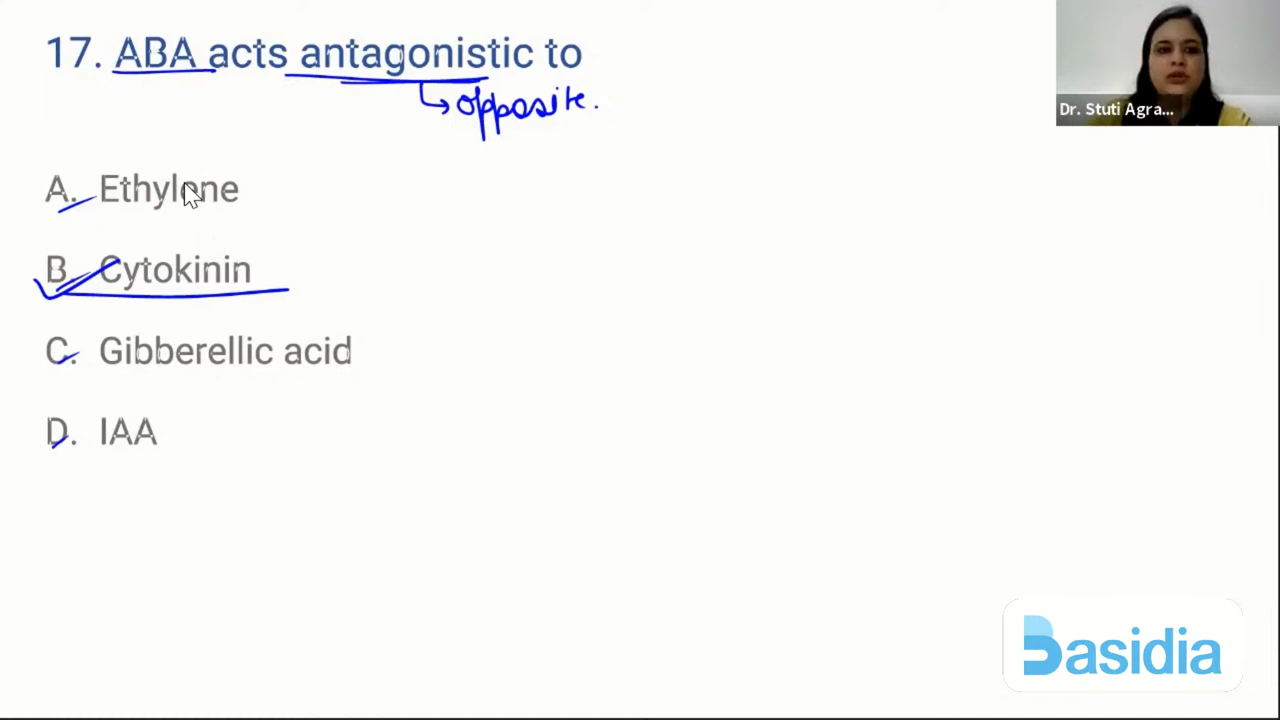 17. ABA acts antagonistic to
opposite.
Dr. Stuti Agra...
A. Ethylene
B. Cytokinin
C. Gibberellic acid
D. IAA
Basidia